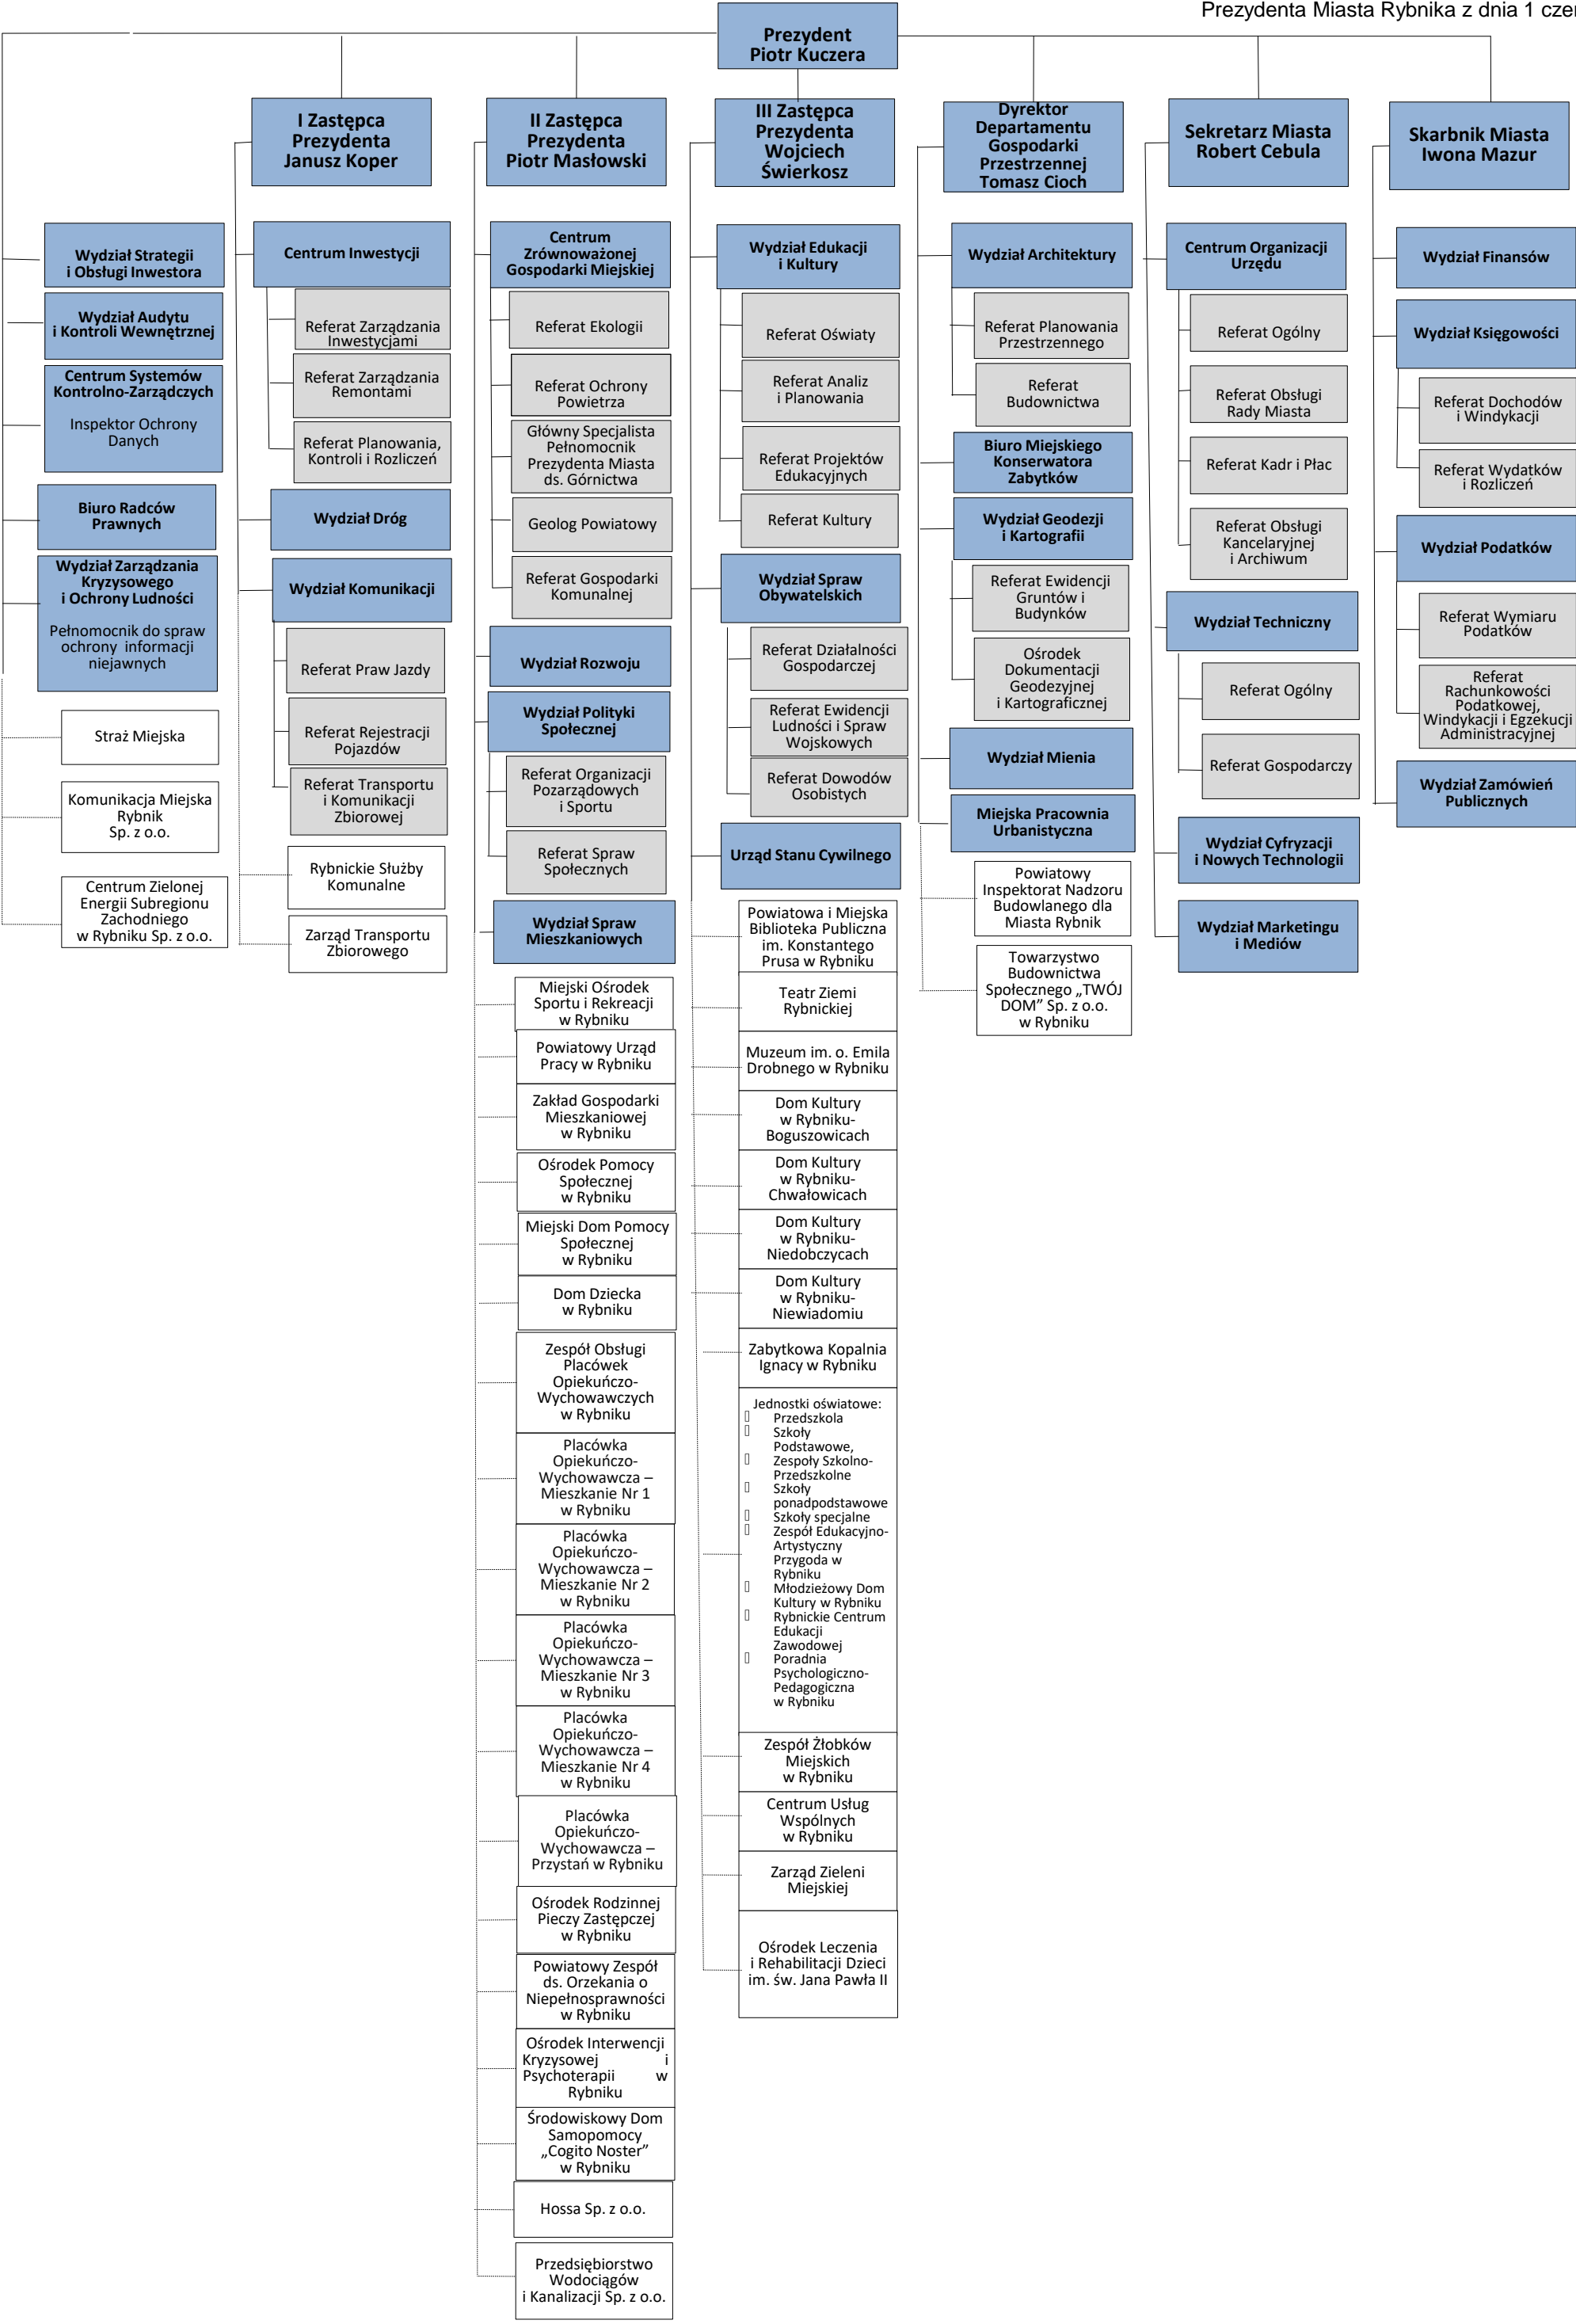 Prezydenta Miasta Rybnika z dnia 1
Prezydent
Piotr Kuczera
I Zastępca
Prezydenta
Janusz Koper
II Zastępca
Prezydenta
Piotr Masłowski
III Zastępca
Prezydenta
Wojciech
Świerkosz
Dyrektor
Departamentu
Gospodarki
Przestrzennej
Tomasz Cioch
Sekretarz Miasta
Robert Cebula
Skarbnik Miasta
Iwona Mazur
Wydział Strategii
i Obsługi Inwestora
Wydział Audytu
i Kontroli Wewnętrznej
Centrum Systemów
Kontrolno-Zarządczych
Inspektor Ochrony
Danych
Biuro Radców
Prawnych
Wydział Zarządzania
Kryzysowego
i Ochrony Ludności
Pełnomocnik do spraw
ochrony informacji
niejawnych
Straż Miejska
Komunikacja Miejska
Rybnik
Sp. z o.o.
Centrum Zielonej
Energii Subregionu
Zachodniego
w Rybniku Sp. z o.o.
Centrum Inwestycji
Referat Zarządzania
Inwestycjami
Referat Zarządzania
Remontami
Referat Planowania,
Kontroli i Rozliczeń
Wydział Dróg
Wydział Komunikacji
Referat Praw Jazdy
Referat Rejestracji
Pojazdów
Referat Transportu
i Komunikacji
Zbiorowej
Rybnickie Służby
Komunalne
Zarząd Transportu
Zbiorowego
Centrum
Zrównoważonej
Gospodarki Miejskiej
Referat Ekologii
Referat Ochrony
Powietrza
Główny Specjalista
Pełnomocnik
Prezydenta Miasta
ds. Górnictwa
Geolog Powiatowy
Referat Gospodarki
Komunalnej
Wydział Rozwoju
Wydział Polityki
Społecznej
Referat Organizacji
Pozarządowych
i Sportu
Referat Spraw
Społecznych
Wydział Spraw
Mieszkaniowych
Miejski Ośrodek
Sportu i Rekreacji
w Rybniku
Powiatowy Urząd
Pracy w Rybniku
Zakład Gospodarki
Mieszkaniowej
w Rybniku
Ośrodek Pomocy
Społecznej
w Rybniku
Miejski Dom Pomocy
Społecznej
w Rybniku
Dom Dziecka
w Rybniku
Zespół Obsługi
Placówek
Opiekuńczo-
Wychowawczych
w Rybniku
Placówka
Opiekuńczo-
Wychowawcza –
Mieszkanie Nr 1
w Rybniku
Placówka
Opiekuńczo-
Wychowawcza –
Mieszkanie Nr 2
w Rybniku
Placówka
Opiekuńczo-
Wychowawcza –
Mieszkanie Nr 3
w Rybniku
Placówka
Opiekuńczo-
Wychowawcza –
Mieszkanie Nr 4
w Rybniku
Placówka
Opiekuńczo-
Wychowawcza –
Przystań w Rybniku
Ośrodek Rodzinnej
Pieczy Zastępczej
w Rybniku
Powiatowy Zespół
ds. Orzekania o
Niepełnosprawności
w Rybniku
Ośrodek Interwencji
Kryzysowej i
Psychoterapii w
Rybniku
Środowiskowy Dom
Samopomocy
„Cogito Noster”
w Rybniku
Hossa Sp. z o.o.
Przedsiębiorstwo
Wodociągów
i Kanalizacji Sp. z o.o.
Wydział Edukacji
i Kultury
Referat Oświaty
Referat Analiz
i Planowania
Referat Projektów
Edukacyjnych
Referat Kultury
Wydział Spraw
Obywatelskich
Referat Działalności
Gospodarczej
Referat Ewidencji
Ludności i Spraw
Wojskowych
Referat Dowodów
Osobistych
Urząd Stanu Cywilnego
Powiatowa i Miejska
Biblioteka Publiczna
im. Konstantego
Prusa w Rybniku
Teatr Ziemi
Rybnickiej
Muzeum im. o. Emila
Drobnego w Rybniku
Dom Kultury
w Rybniku-
Boguszowicach
Dom Kultury
w Rybniku-
Chwałowicach
Dom Kultury
w Rybniku-
Niedobczycach
Dom Kultury
w Rybniku-
Niewiadomiu
Zabytkowa Kopalnia
Ignacy w Rybniku
Jednostki oświatowe:
Przedszkola
Szkoły
Podstawowe,
Zespoły Szkolno-
Przedszkolne
Szkoły
ponadpodstawowe
Szkoły specjalne
Zespół Edukacyjno-
Artystyczny
Przygoda w
Rybniku
Młodzieżowy Dom
Kultury w Rybniku
Rybnickie Centrum
Edukacji
Zawodowej
Poradnia
Psychologiczno-
Pedagogiczna
w Rybniku
Zespół Żłobków
Miejskich
w Rybniku
Centrum Usług
Wspólnych
w Rybniku
Zarząd Zieleni
Miejskiej
Ośrodek Leczenia
i Rehabilitacji Dzieci
im. św. Jana Pawła II
Wydział Architektury
Referat Planowania
Przestrzennego
Referat
Budownictwa
Biuro Miejskiego
Konserwatora
Zabytków
Wydział Geodezji
i Kartografii
Referat Ewidencji
Gruntów i
Budynków
Ośrodek
Dokumentacji
Geodezyjnej
i Kartograficznej
Wydział Mienia
Miejska Pracownia
Urbanistyczna
Powiatowy
Inspektorat Nadzoru
Budowlanego dla
Miasta Rybnik
Towarzystwo
Budownictwa
Społecznego „TWÓJ
DOM” Sp. z o.o.
w Rybniku
Centrum Organizacji
Urzędu
Referat Ogólny
Referat Obsługi
Rady Miasta
Referat Kadr i Płac
Referat Obsługi
Kancelaryjnej
i Archiwum
Wydział Techniczny
Referat Ogólny
Referat Gospodarczy
Wydział Cyfryzacji
i Nowych Technologii
Wydział Marketingu
i Mediów
Wydział Finansów
Wydział Księgowości
Referat Dochodów
i Windykacji
Referat Wydatków
i Rozliczeń
Wydział Podatków
Referat Wymiaru
Podatków
Referat
Rachunkowości
Podatkowej,
Windykacji i Egzekucji
Administracyjnej
Wydział Zamówień
Publicznych